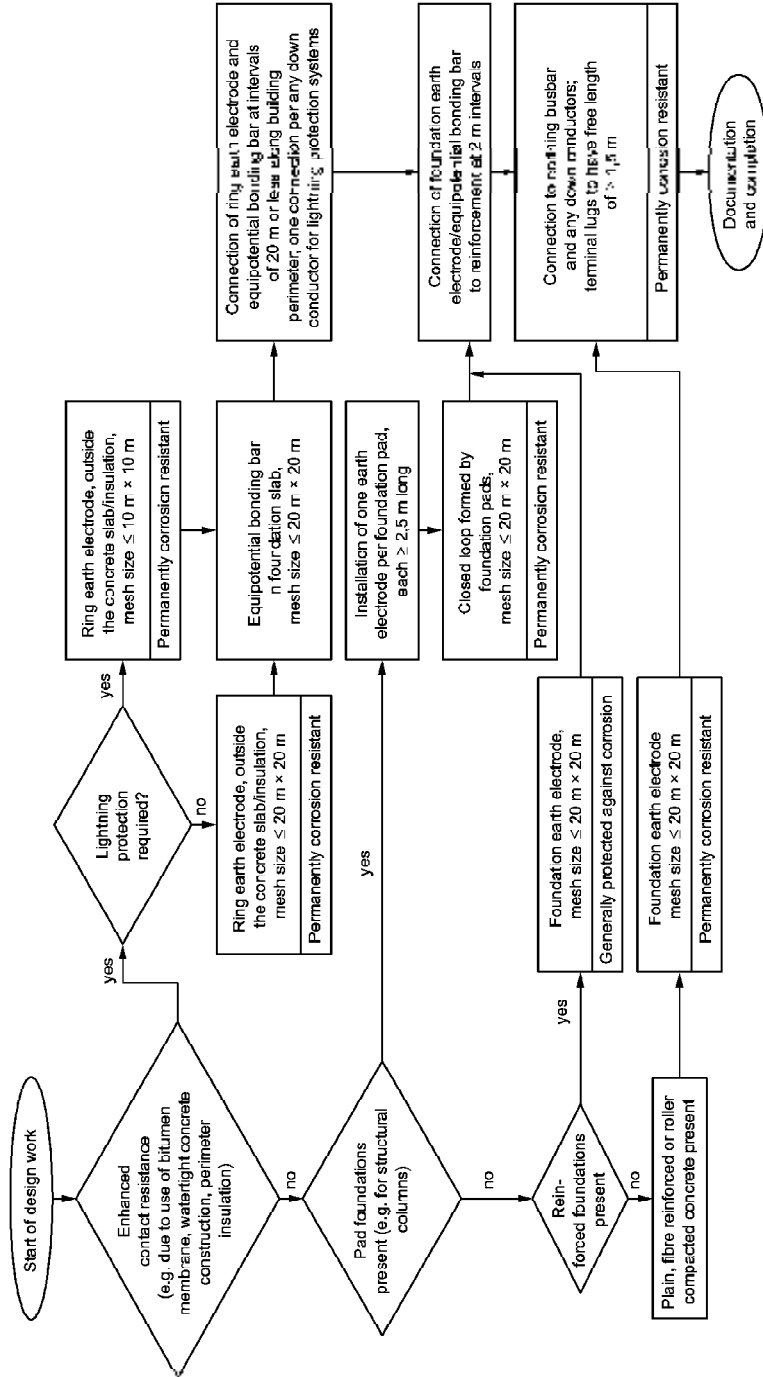 Start of design work
Enhanced
contact resistance
(e.g. due to use of bitumen
membrane, watertight concrete
construction, perimeter
insulation)
yes
no
Lightning
protection
required?
yes
no
Ring earth electrode, outside
the concrete slab/insulation,
mesh size ≤ 10 m × 10 m
Permanently corrosion resistant
Ring earth electrode, outside
the concrete slab/insulation,
mesh size ≤ 20 m × 20 m
Permanently corrosion resistant
Equipotential bonding bar
n foundation slab,
mesh size ≤ 20 m × 20 m
Connection of ring earth electrode and
equipotential bonding bar at intervals
of 20 m or less along building
perimeter; one connection per any down
conductor for lightning protection systems
Pad foundations
present (e.g. for structural
columns)
yes
no
Installation of one earth
electrode per foundation pad,
each ≥ 2,5 m long
Closed loop formed by
foundation pads,
mesh size ≤ 20 m × 20 m
Permanently corrosion resistant
Connection of foundation earth
electrode/equipotential bonding bar
to reinforcement at 2 m intervals
Rein-
forced foundations
present
yes
no
Foundation earth electrode,
mesh size ≤ 20 m × 20 m
Generally protected against corrosion
Plain, fibre reinforced or roller
compacted concrete present
Foundation earth electrode
mesh size ≤ 20 m × 20 m
Permanently corrosion resistant
Connection to earthing busbar
and any down conductors;
terminal lugs to have free length
of > 1,5 m
Permanently corrosion resistant
Documentation
and completion